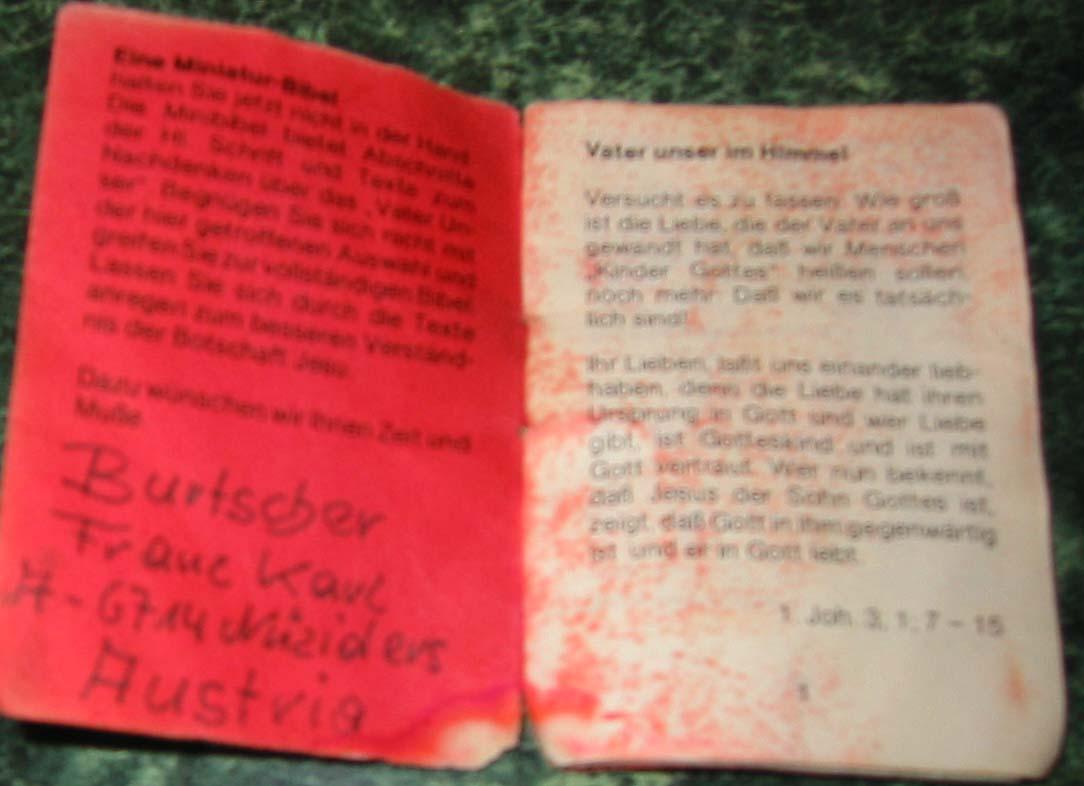 Eine Miniatur-Bibel
halten Sie jetzt nicht in der Hand.
Die Minibibel bietet Abschnitte
der Hl. Schrift und Texte zum
Nachdenken über das „Vater Un-
ser“. Begnügen Sie sich nicht mit
der hier getroffenen Auswahl und
greifen Sie zur vollständigen Bibel.
Lassen Sie sich durch die Texte
anregen zum besseren Verständ-
nis der Botschaft Jesu.
Dazu wünschen wir Ihnen Zeit und
Muße
Burtscher
Franc Karl
A-6714 Nüziders
Austria
Vater unser im Himmel
Versucht es zu fassen: Wie groß
ist die Liebe, die der Vater an uns
gewandt hat, daß wir Menschen
„Kinder Gottes“ heißen sollen,
noch mehr: Daß wir es tatsäch-
lich sind!
Ihr Lieben, laßt uns einander lieb-
haben, denn die Liebe hat ihren
Ursprung in Gott und wer Liebe
gibt, ist Gotteskind und ist mit
Gott vertraut. Wer nun bekennt,
daß Jesus der Sohn Gottes ist,
zeigt, daß Gott in ihm gegenwärtig
ist und er in Gott lebt.
1. Joh. 3, 1; 7 – 15
1